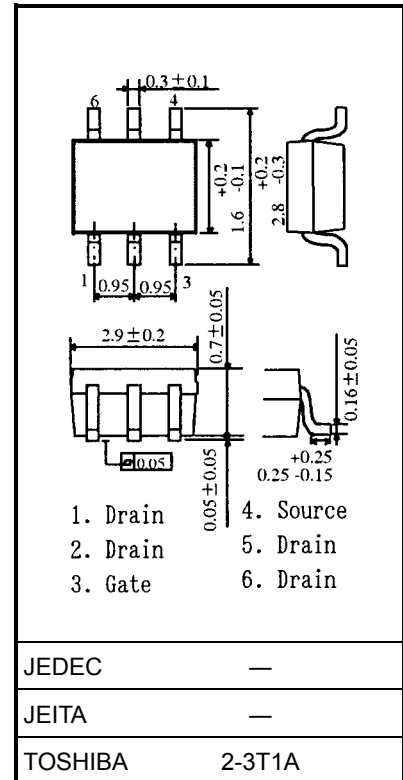 0.3±0.1
6 4
+0.2
1.6 -0.1
+0.2
2.8 -0.3
1 3
0.95 0.95
2.9±0.2
0.7±0.05
0.16±0.05
0.05
0.05±0.05
+0.25
0.25 -0.15
1. Drain
2. Drain
3. Gate
4. Source
5. Drain
6. Drain
JEDEC —
JEITA —
TOSHIBA 2-3T1A